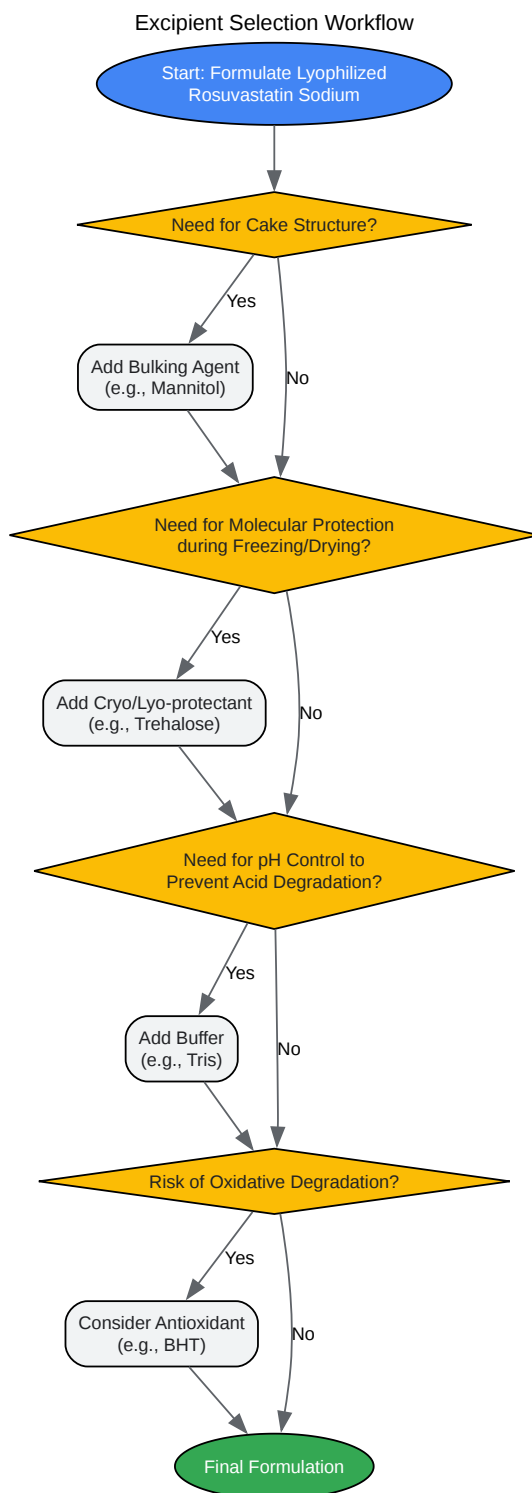 Excipient Selection Workflow
Start: Formulate Lyophilized
Rosuvastatin Sodium
Need for Cake Structure?
Yes
Add Bulking Agent
(e.g., Mannitol)
No
Need for Molecular Protection
during Freezing/Drying?
Yes
Add Cryo/Lyo-protectant
(e.g., Trehalose)
No
Need for pH Control to
Prevent Acid Degradation?
Yes
Add Buffer
(e.g., Tris)
No
Risk of Oxidative Degradation?
Yes
Consider Antioxidant
(e.g., BHT)
No
Final Formulation